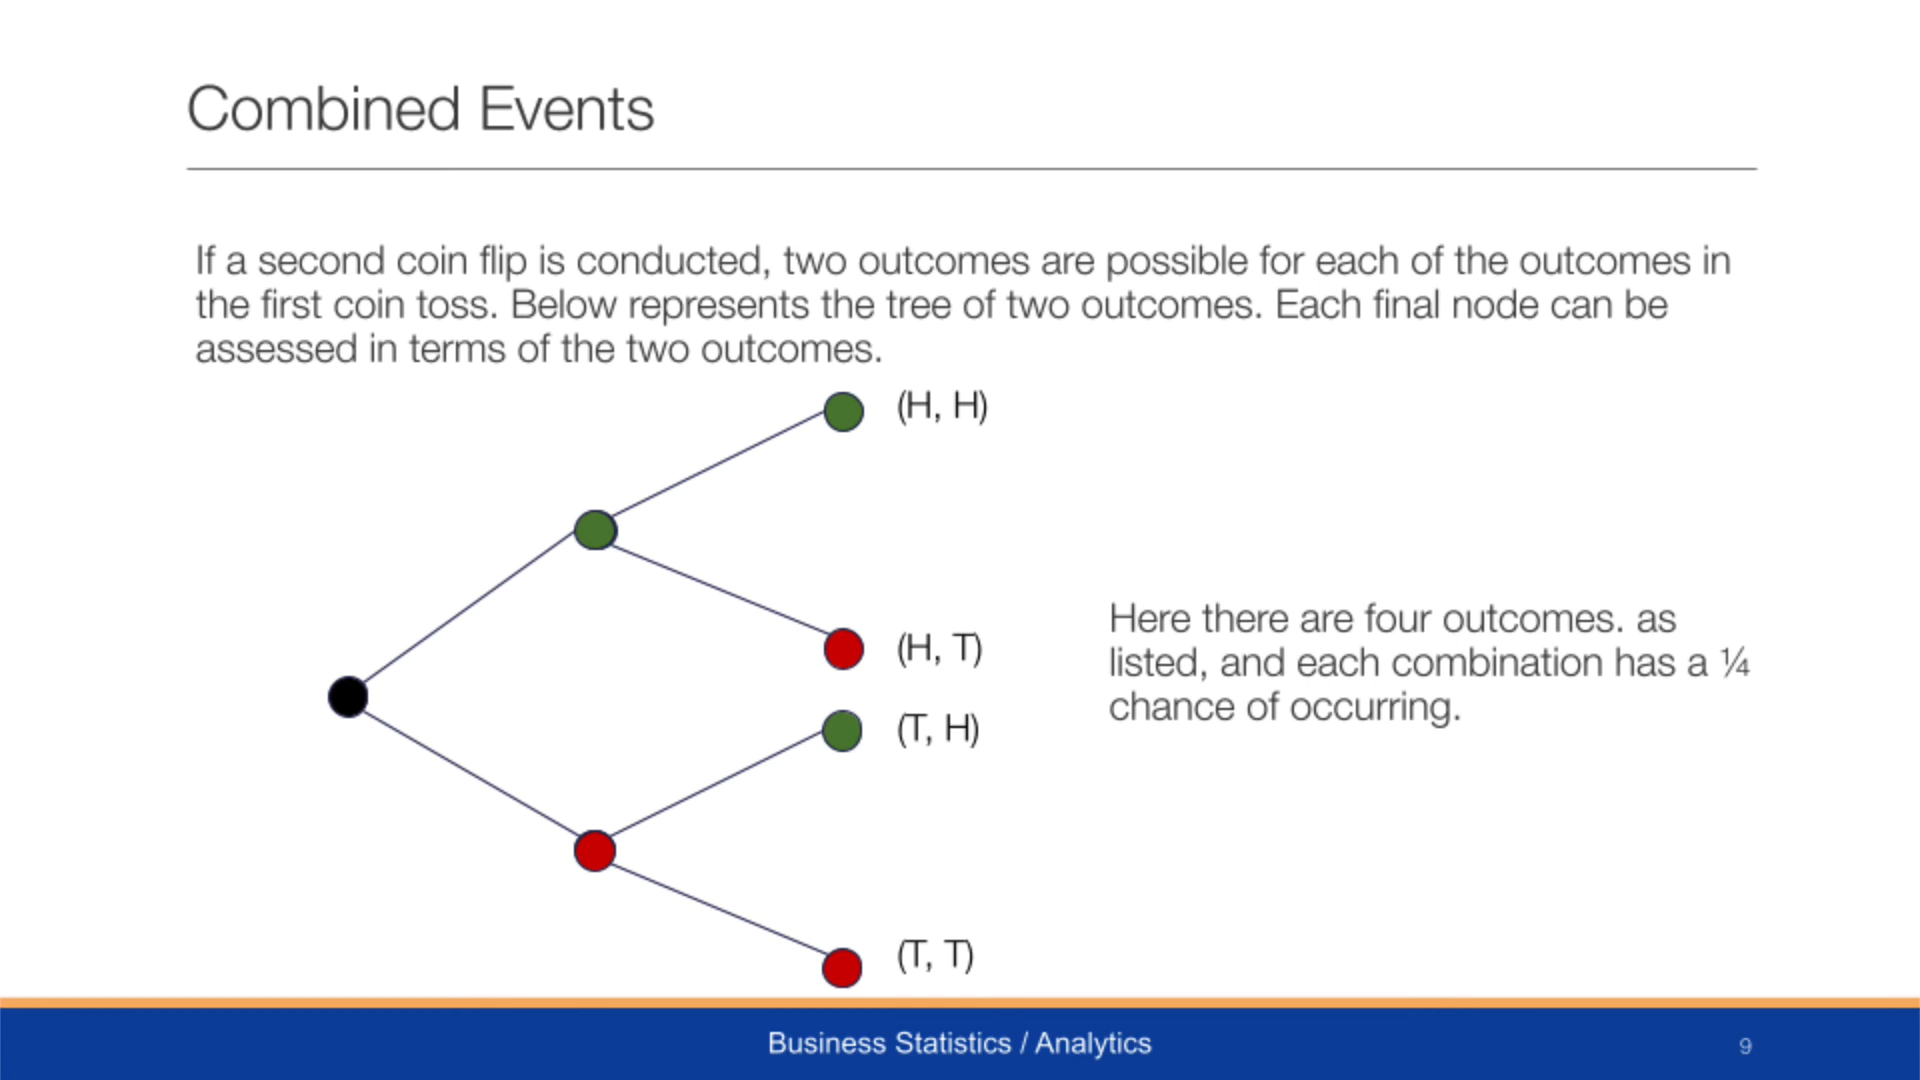 Combined Events
If a second coin flip is conducted, two outcomes are possible for each of the outcomes in
the first coin toss. Below represents the tree of two outcomes. Each final node can be
assessed in terms of the two outcomes.
(H, H)
(H, T)
(T, H)
(T, T)
Here there are four outcomes. as
listed, and each combination has a ¼
chance of occurring.
Business Statistics / Analytics
9